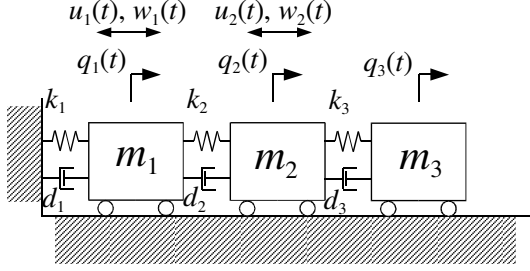 u₁(t), w₁(t) u₂(t), w₂(t)
q₁(t) q₂(t) q₃(t)
k₁ k₂ k₃
m₁ m₂ m₃
d₁ d₂ d₃